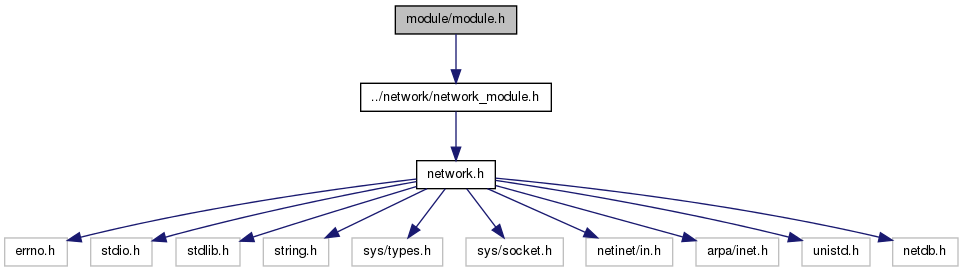 module/module.h
../network/network_module.h
network.h
errno.h
stdio.h
stdlib.h
string.h
sys/types.h
sys/socket.h
netinet/in.h
arpa/inet.h
unistd.h
netdb.h